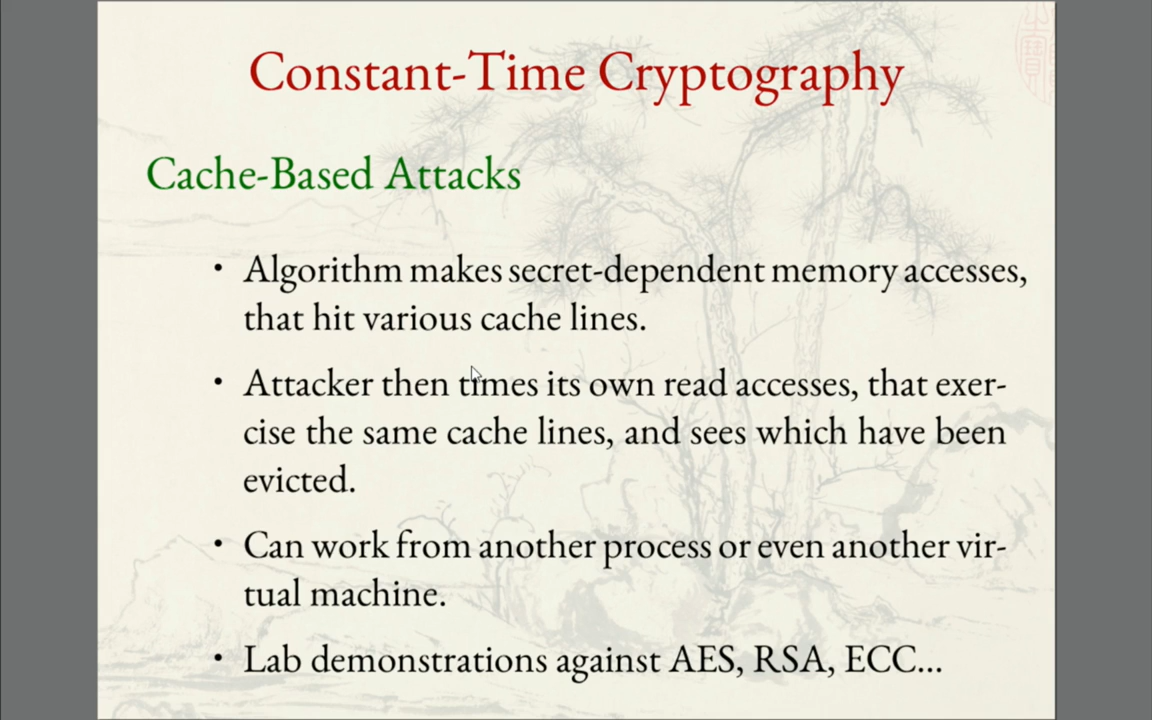 Constant-Time Cryptography
Cache-Based Attacks
• Algorithm makes secret-dependent memory accesses,
that hit various cache lines.
• Attacker then times its own read accesses, that exer-
cise the same cache lines, and sees which have been
evicted.
• Can work from another process or even another vir-
tual machine.
• Lab demonstrations against AES, RSA, ECC...